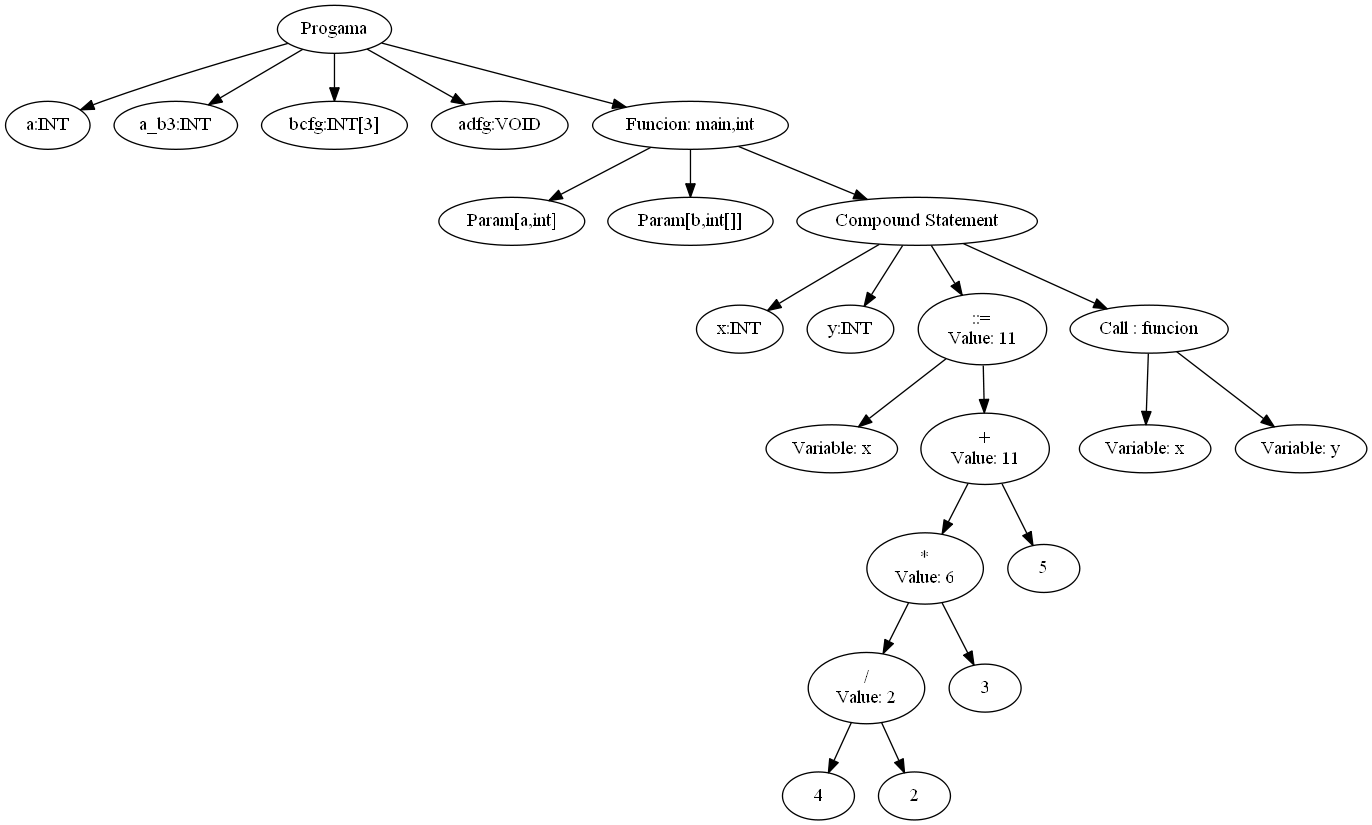 Progama
a:INT
a_b3:INT
bcfg:INT[3]
adfg:VOID
Funcion: main,int
Param[a,int]
Param[b,int[]]
Compound Statement
x:INT
y:INT
::=
Value: 11
Call : funcion
Variable: x
+
Value: 11
Variable: x
Variable: y
*
Value: 6
5
/
Value: 2
3
4
2